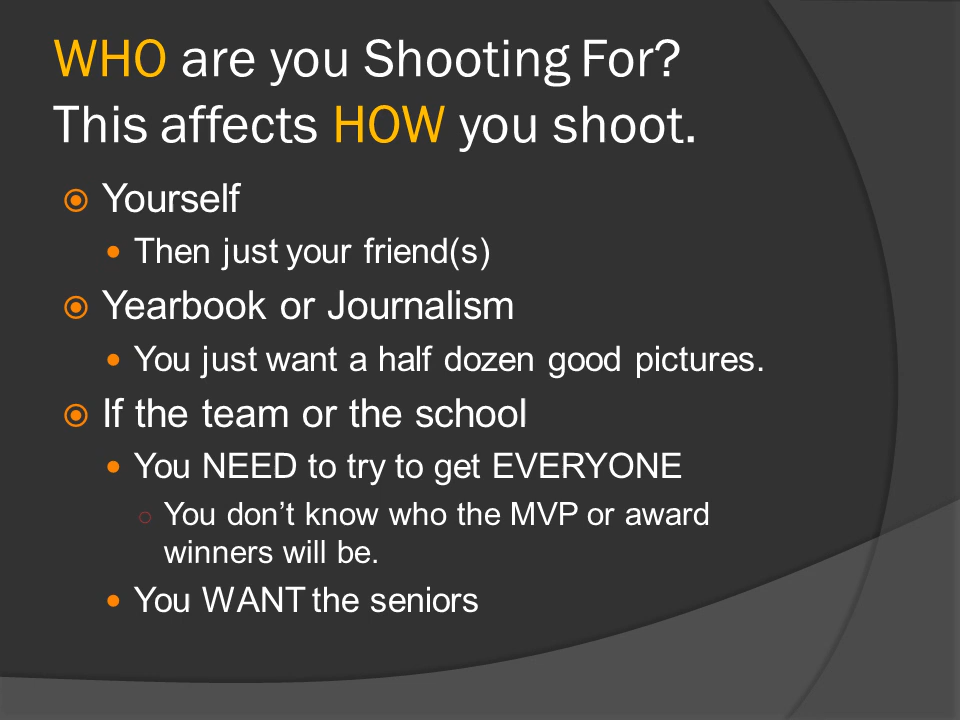 WHO are you Shooting For?
This affects HOW you shoot.
Yourself
Then just your friend(s)
Yearbook or Journalism
You just want a half dozen good pictures.
If the team or the school
You NEED to try to get EVERYONE
You don’t know who the MVP or award
winners will be.
You WANT the seniors